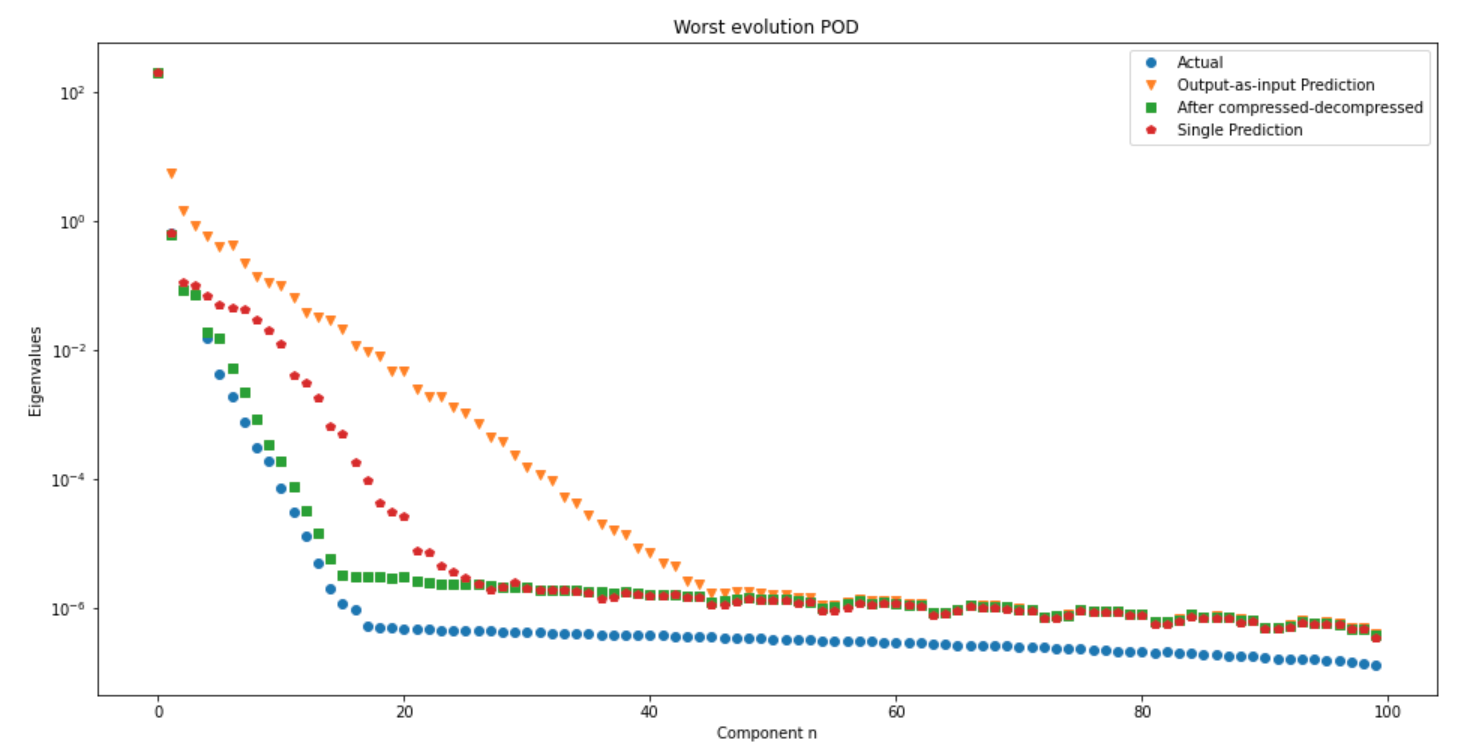 Worst evolution POD
Actual
Output-as-input Prediction
After compressed-decompressed
Single Prediction
Eigenvalues
10²
10⁰
10⁻²
10⁻⁴
10⁻⁶
0 20 40 60 80 100
Component n